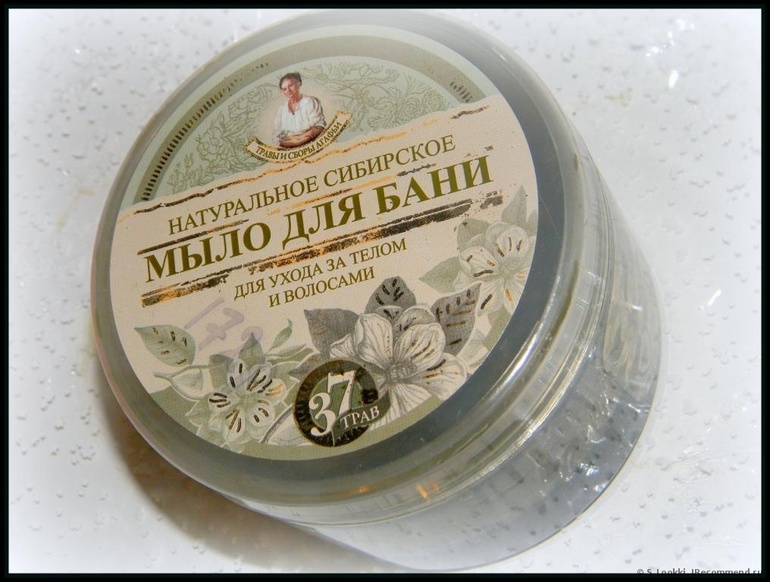 ТРАВЫ И СБОРЫ АГАФЬИ
НАТУРАЛЬНОЕ СИБИРСКОЕ
МЫЛО ДЛЯ БАНИ
ДЛЯ УХОДА ЗА ТЕЛОМ
И ВОЛОСАМИ
37
ТРАВ